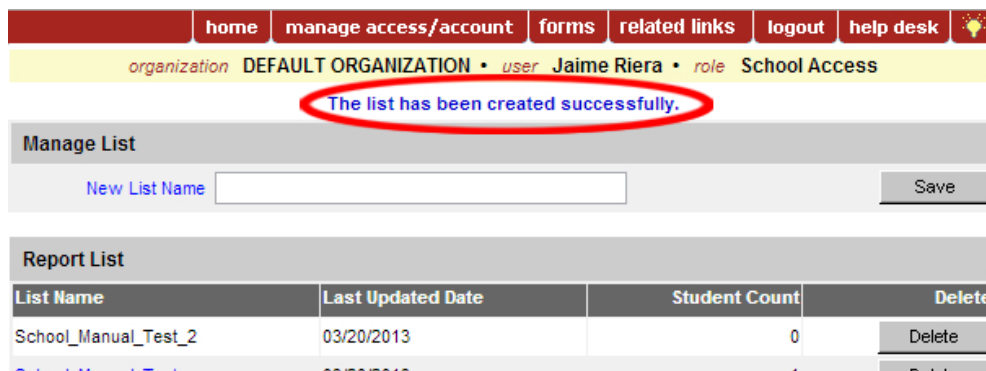 home manage access/account forms related links logout help desk
organization DEFAULT ORGANIZATION • user Jaime Riera • role School Access
The list has been created successfully.
Manage List
New List Name Save
Report List
List Name Last Updated Date Student Count Delete
School_Manual_Test_2 03/20/2013 0 Delete